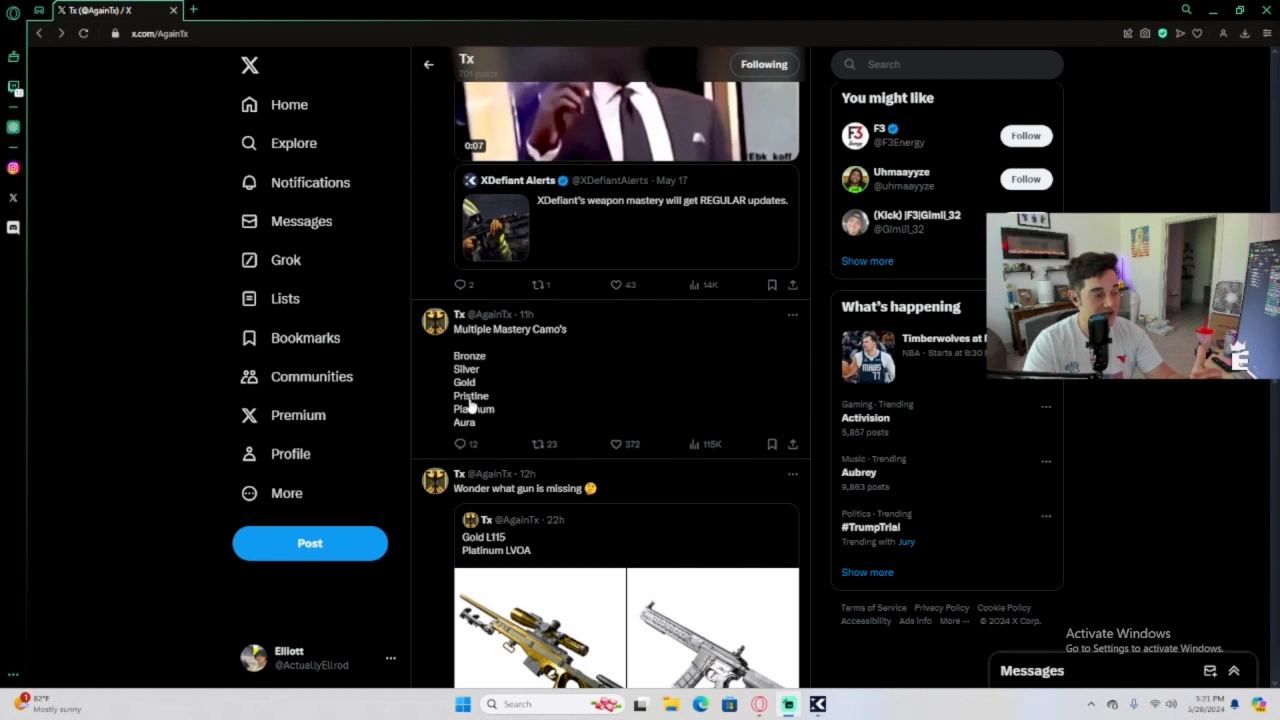 Tx (@AgainTx) / X
x.com/AgainTx
Home
Explore
Notifications
Messages
Grok
Lists
Bookmarks
Communities
Premium
Profile
More
Post
Elliott
@ActuallyEllrod
Tx
701 posts
Following
0:07
Ebk koff
XDefiant Alerts @XDefiantAlerts · May 17
XDefiant's weapon mastery will get REGULAR updates.
2 1 43 14K
Tx @AgainTx · 11h
Multiple Mastery Camo's
Bronze
Silver
Gold
Pristine
Platinum
Aura
12 23 372 115K
Tx @AgainTx · 12h
Wonder what gun is missing 🤔
Tx @AgainTx · 22h
Gold L115
Platinum LVOA
Search
You might like
F3
@F3Energy
Follow
Uhmaayyze
@uhmaayyze
Follow
(Kick) |F3|Gimli_32
@Gimli1_32
Show more
What's happening
Timberwolves at
NBA · Starts at 8:30
Gaming · Trending
Activision
5,857 posts
Music · Trending
Aubrey
9,863 posts
Politics · Trending
#TrumpTrial
Trending with Jury
Show more
Terms of Service Privacy Policy Cookie Policy
Accessibility Ads info More ··· © 2024 X Corp.
Activate Windows
Go to Settings to activate Windows.
Messages
1
82°F
Mostly sunny
Search
5:21 PM
5/28/2024